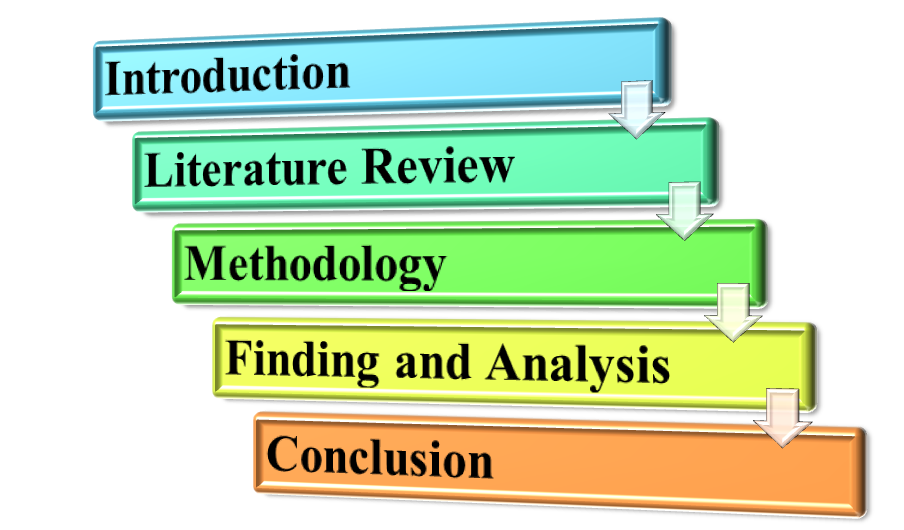 Introduction
Literature Review
Methodology
Finding and Analysis
Conclusion